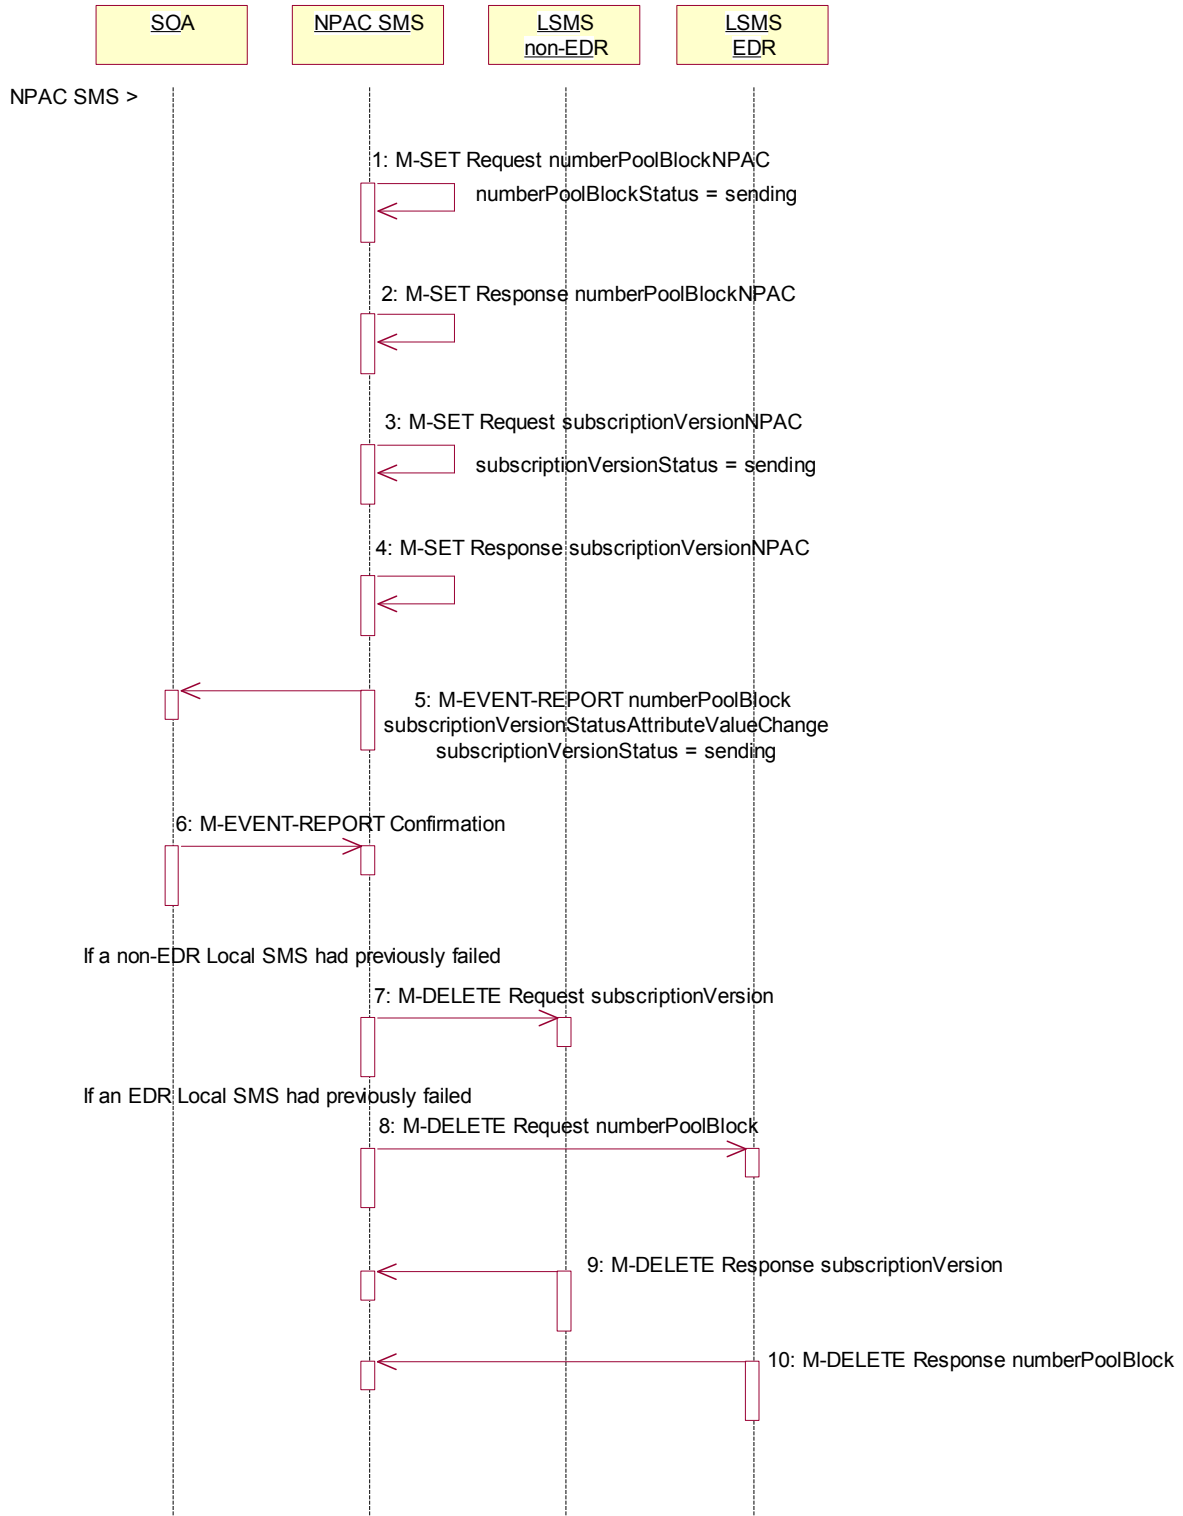 SOA
NPAC SMS
LSMS
non-EDR
LSMS
EDR
NPAC SMS >
1: M-SET Request numberPoolBlockNPAC
numberPoolBlockStatus = sending
2: M-SET Response numberPoolBlockNPAC
3: M-SET Request subscriptionVersionNPAC
subscriptionVersionStatus = sending
4: M-SET Response subscriptionVersionNPAC
5: M-EVENT-REPORT numberPoolBlock
subscriptionVersionStatusAttributeValueChange
subscriptionVersionStatus = sending
6: M-EVENT-REPORT Confirmation
If a non-EDR Local SMS had previously failed
7: M-DELETE Request subscriptionVersion
If an EDR Local SMS had previously failed
8: M-DELETE Request numberPoolBlock
9: M-DELETE Response subscriptionVersion
10: M-DELETE Response numberPoolBlock